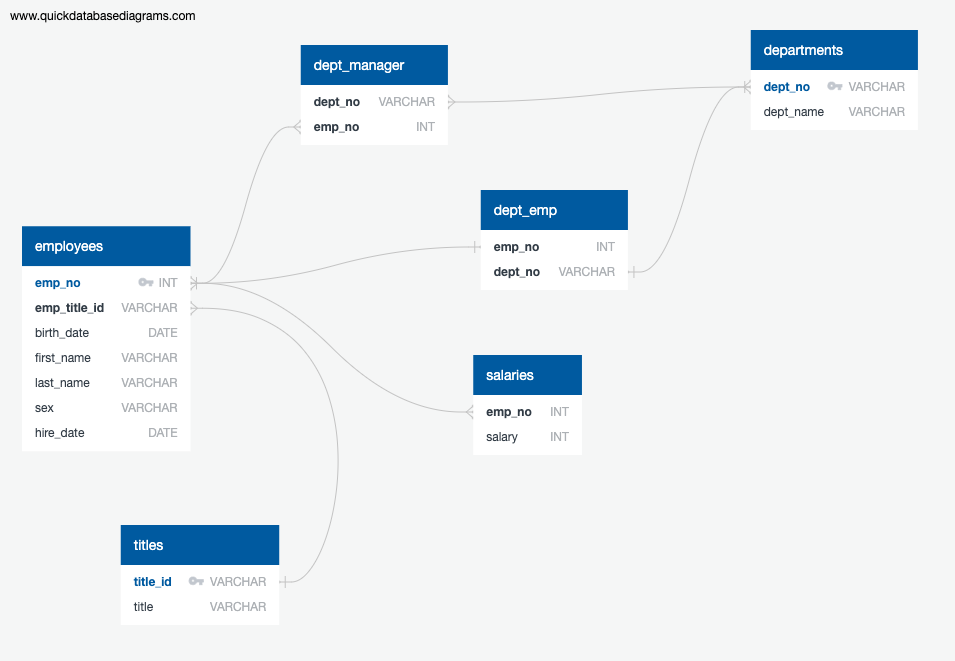 www.quickdatabasediagrams.com
dept_manager
dept_no VARCHAR
emp_no INT
departments
dept_no VARCHAR
dept_name VARCHAR
dept_emp
emp_no INT
dept_no VARCHAR
employees
emp_no INT
emp_title_id VARCHAR
birth_date DATE
first_name VARCHAR
last_name VARCHAR
sex VARCHAR
hire_date DATE
salaries
emp_no INT
salary INT
titles
title_id VARCHAR
title VARCHAR